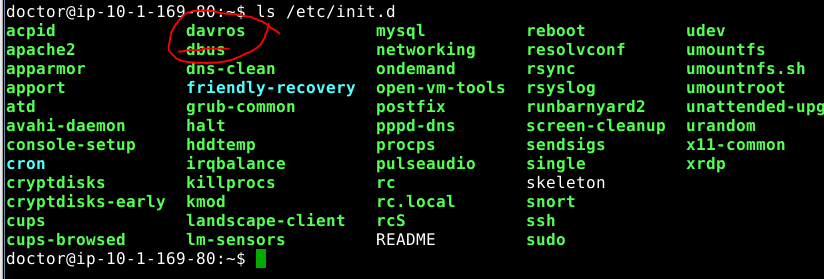 doctor@ip-10-1-169-80:~$ ls /etc/init.d
acpid davros mysql reboot udev
apache2 dbus networking resolvconf umountfs
apparmor dns-clean ondemand rsync umountnfs.sh
apport friendly-recovery open-vm-tools rsyslog umountroot
atd grub-common postfix runbarnyard2 unattended-upg
avahi-daemon halt pppd-dns screen-cleanup urandom
console-setup hddtemp procps sendsigs x11-common
cron irqbalance pulseaudio single xrdp
cryptdisks killprocs rc skeleton
cryptdisks-early kmod rc.local snort
cups landscape-client rcS ssh
cups-browsed lm-sensors README sudo
doctor@ip-10-1-169-80:~$